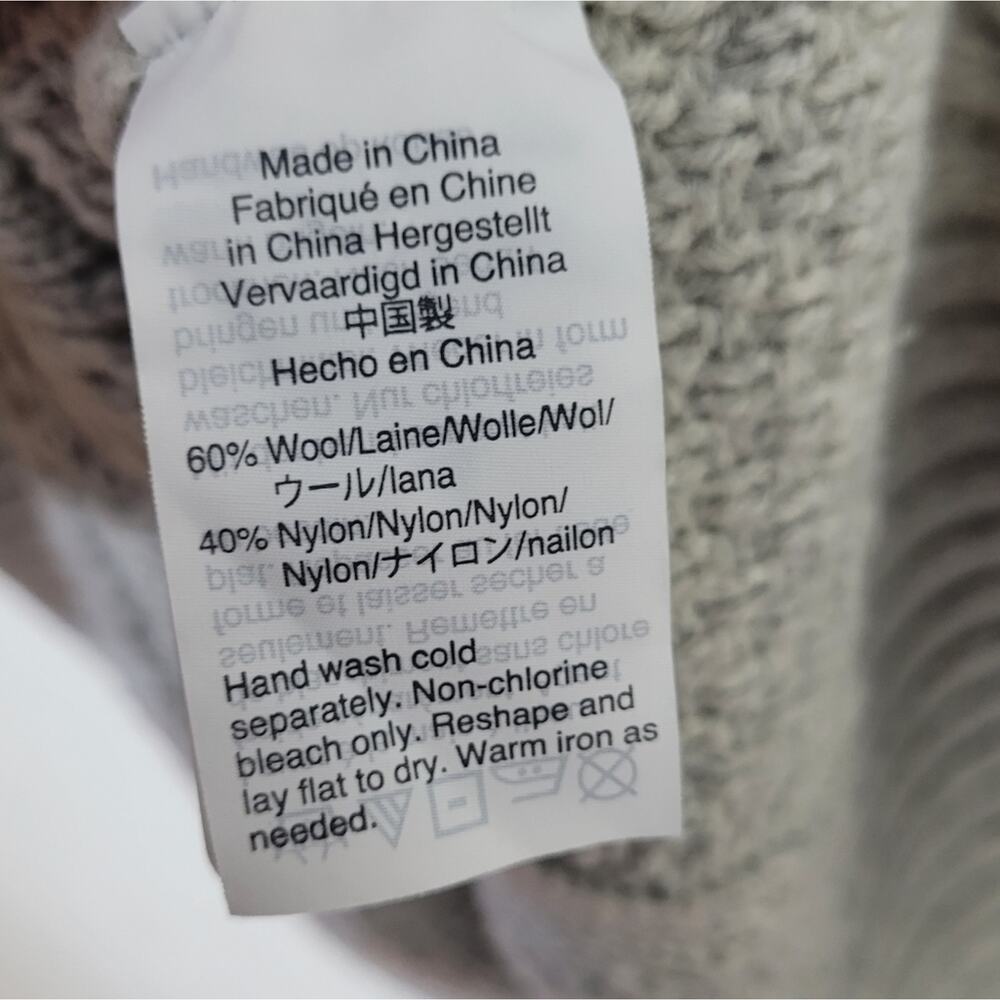 Made in China
Fabriqué en Chine
in China Hergestellt
Vervaardigd in China
中国製
Hecho en China
60% Wool/Laine/Wolle/Wol/
ウール/lana
40% Nylon/Nylon/Nylon/
Nylon/ナイロン/nailon
Hand wash cold
separately. Non-chlorine
bleach only. Reshape and
lay flat to dry. Warm iron as
needed.